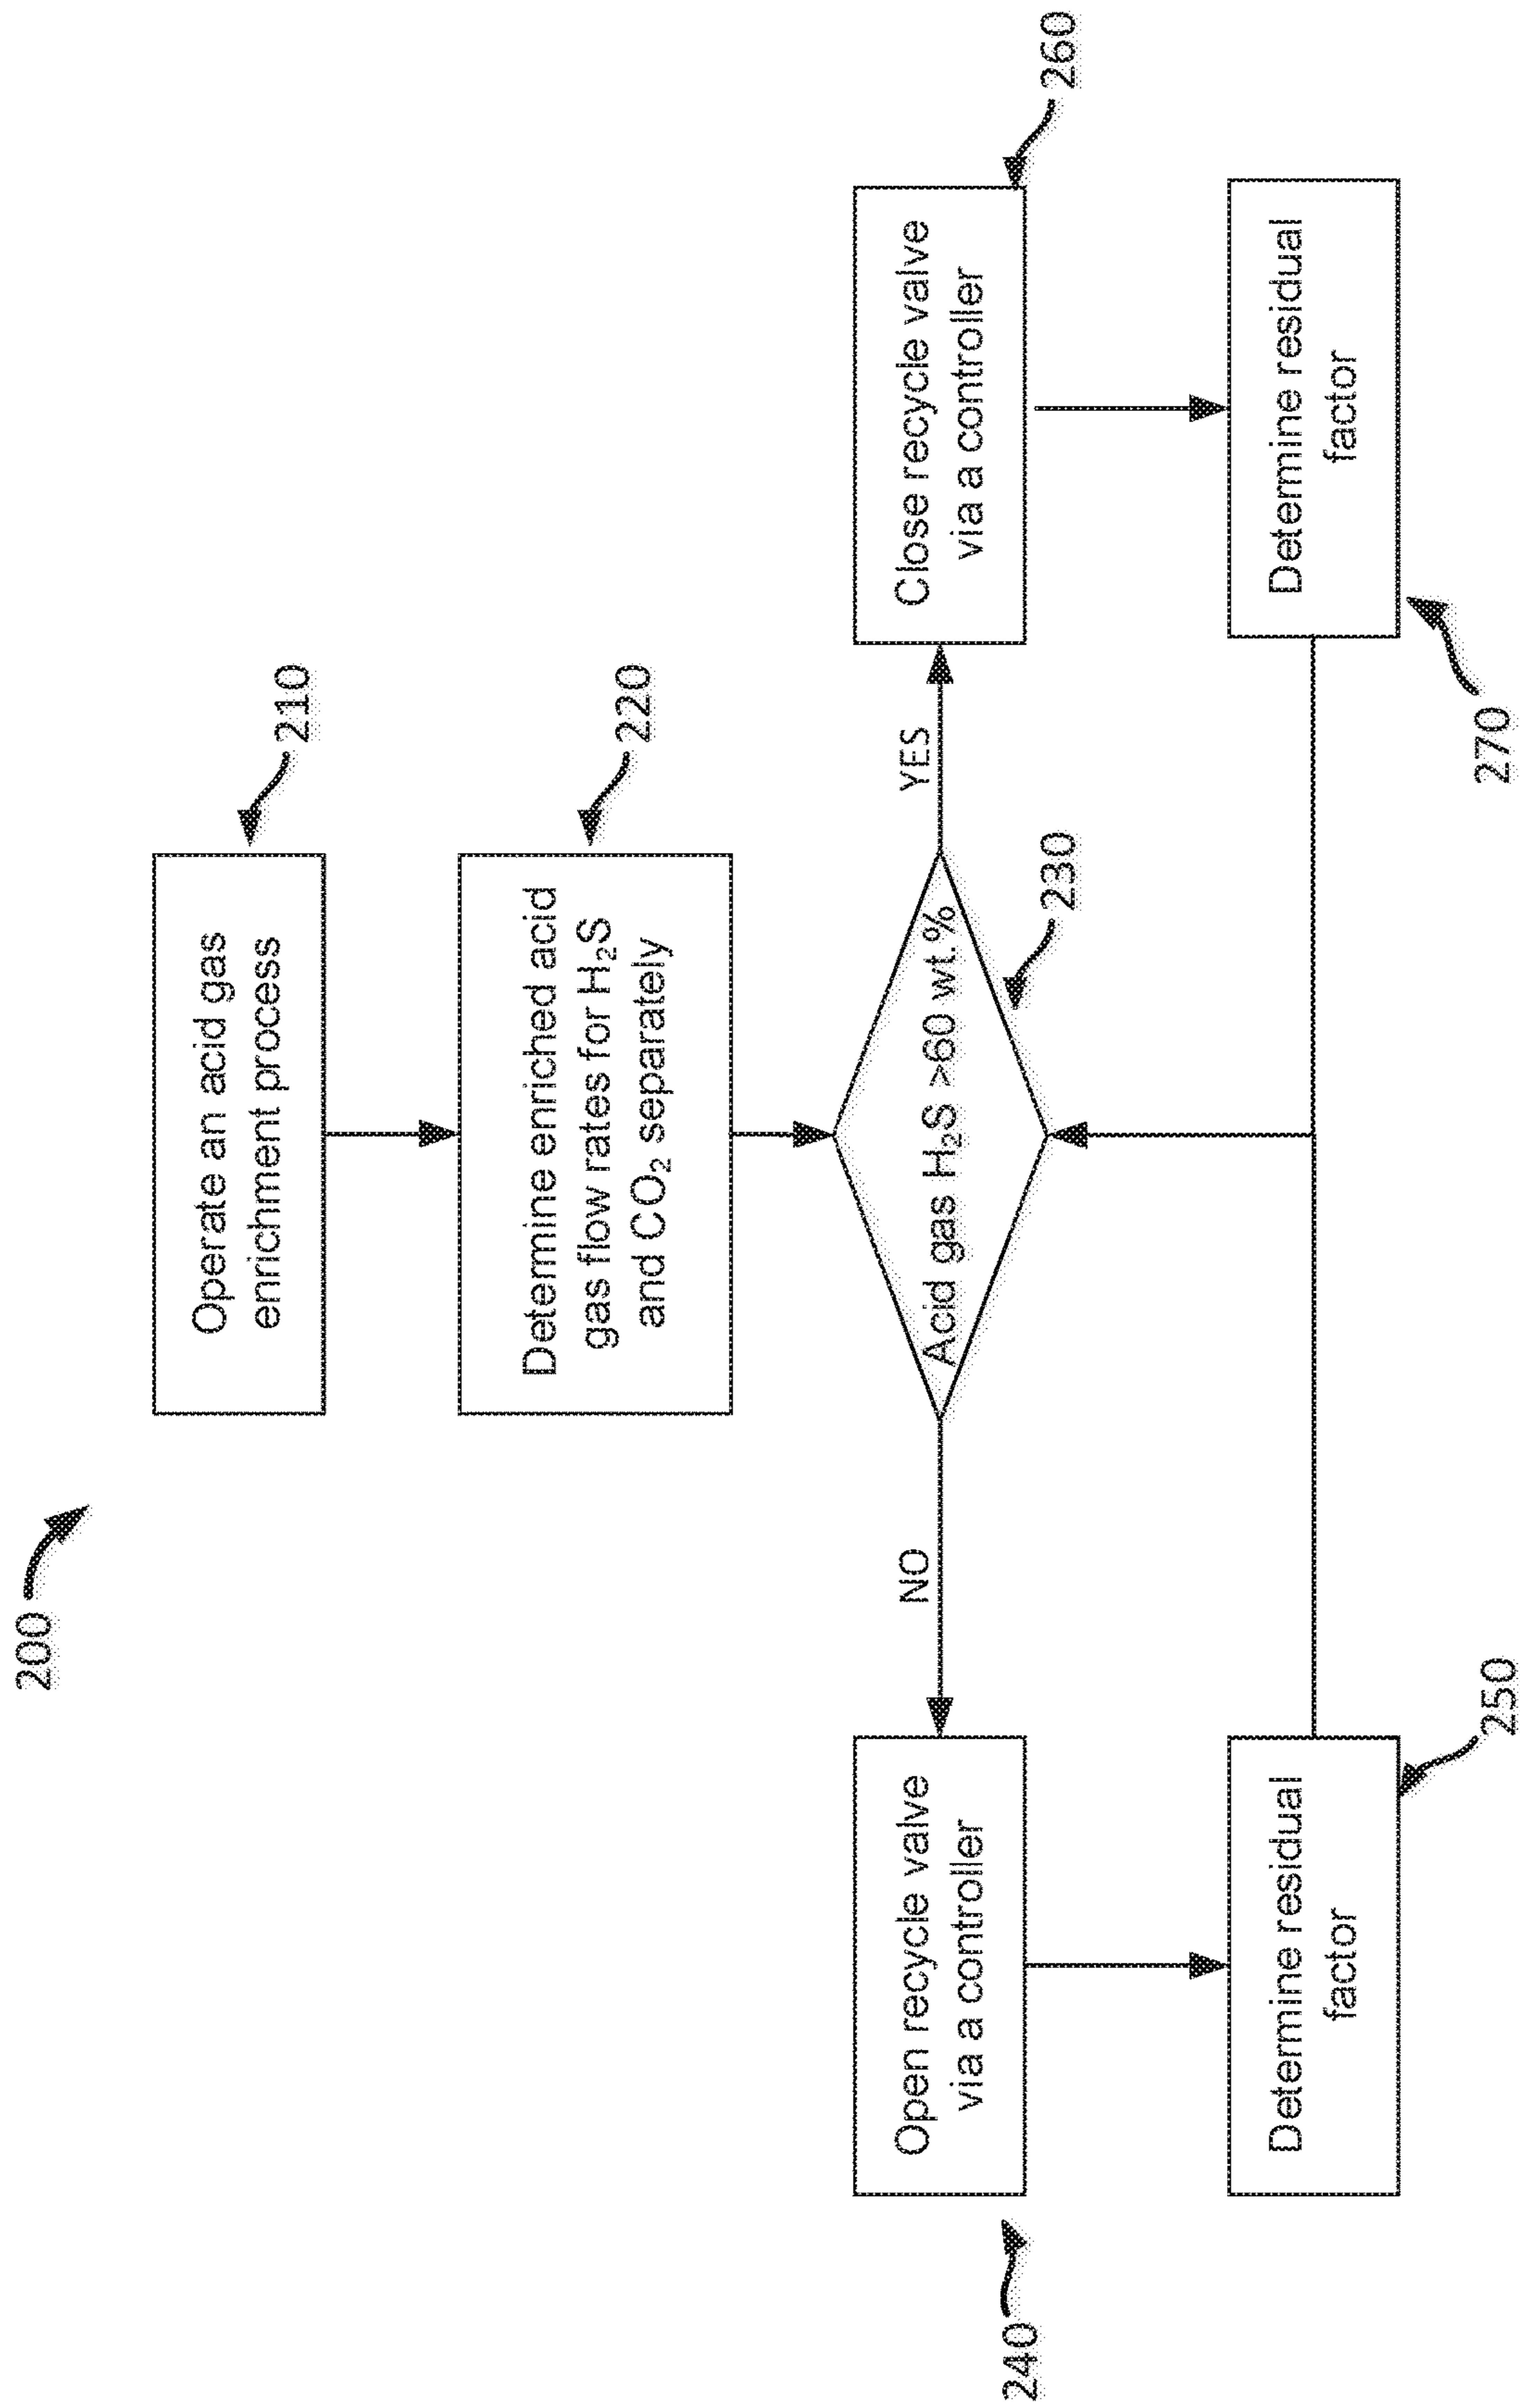 200
210
Operate an acid gas
enrichment process
220
Determine enriched acid
gas flow rates for H₂S
and CO₂ separately
230
Acid gas H₂S >60 wt.%
NO
YES
240
Open recycle valve
via a controller
260
Close recycle valve
via a controller
250
Determine residual
factor
270
Determine residual
factor